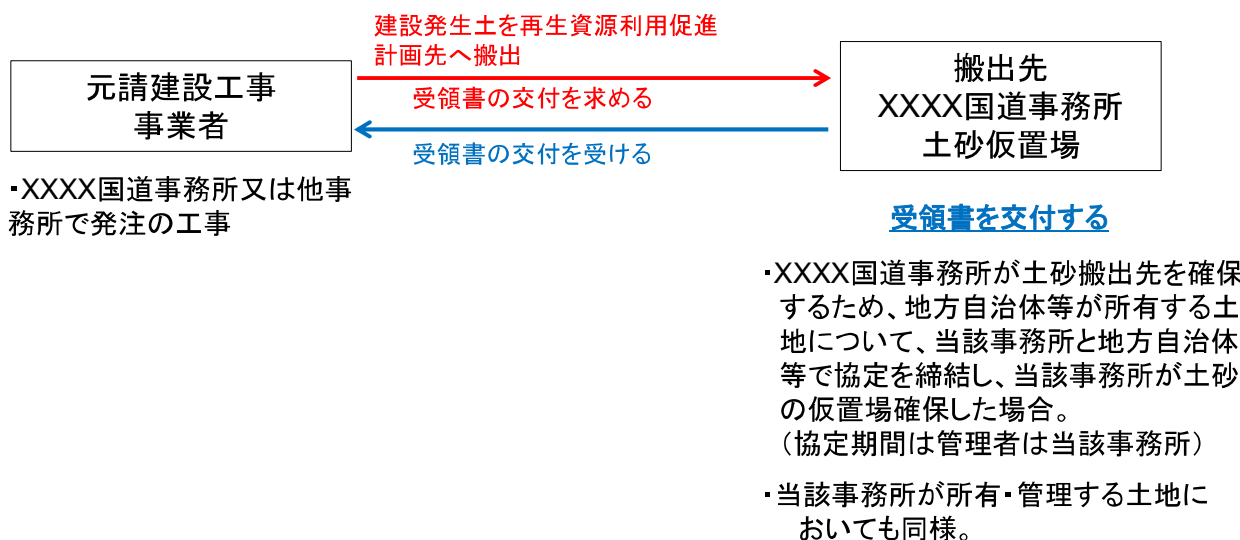 建設発生土を再生資源利用促進
計画先へ搬出
元請建設工事
事業者
受領書の交付を求める
受領書の交付を受ける
搬出先
XXXX国道事務所
土砂仮置場
・XXXX国道事務所又は他事
務所で発注の工事
受領書を交付する
・XXXX国道事務所が土砂搬出先を確保
するため、地方自治体等が所有する土
地について、当該事務所と地方自治体
等で協定を締結し、当該事務所が土砂
の仮置場確保した場合。
（協定期間は管理者は当該事務所）
・当該事務所が所有・管理する土地に
おいても同様。